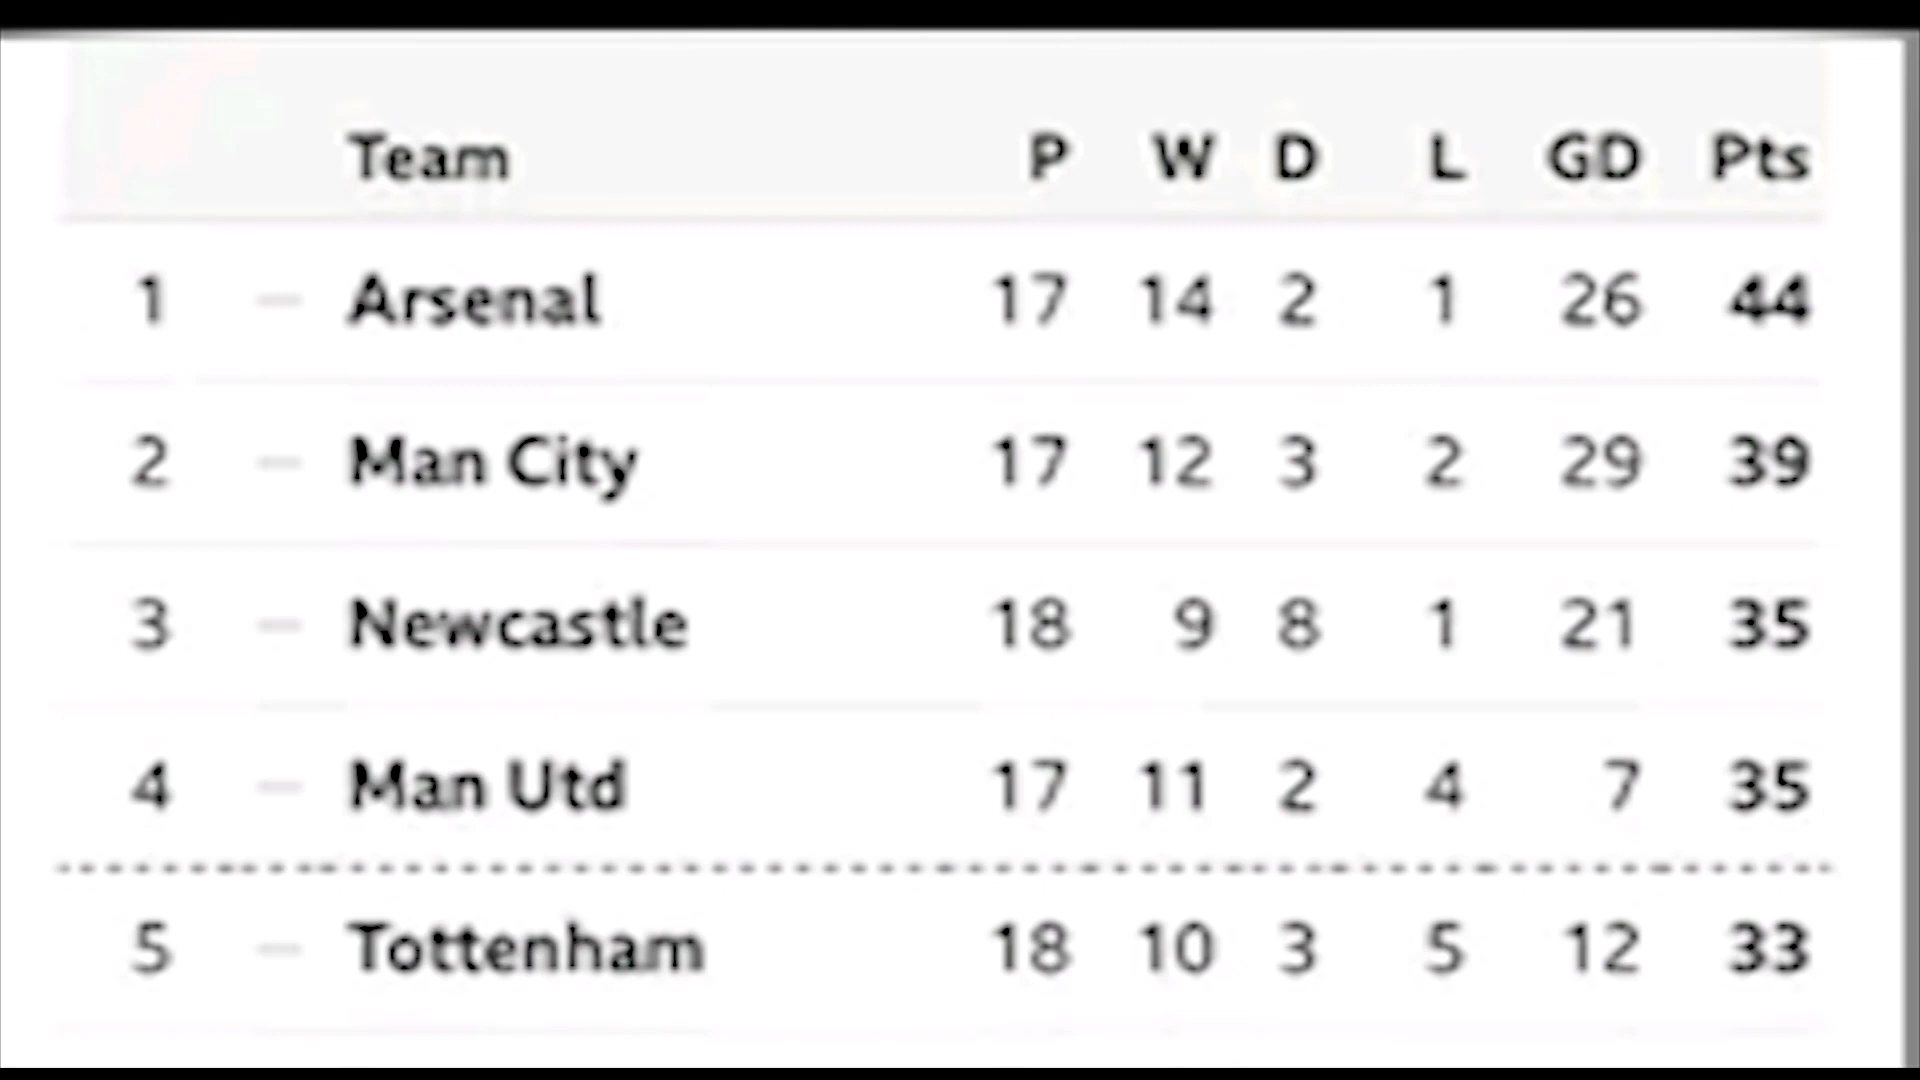 Team P W D L GD Pts
1 – Arsenal 17 14 2 1 26 44
2 – Man City 17 12 3 2 29 39
3 – Newcastle 18 9 8 1 21 35
4 – Man Utd 17 11 2 4 7 35
5 – Tottenham 18 10 3 5 12 33